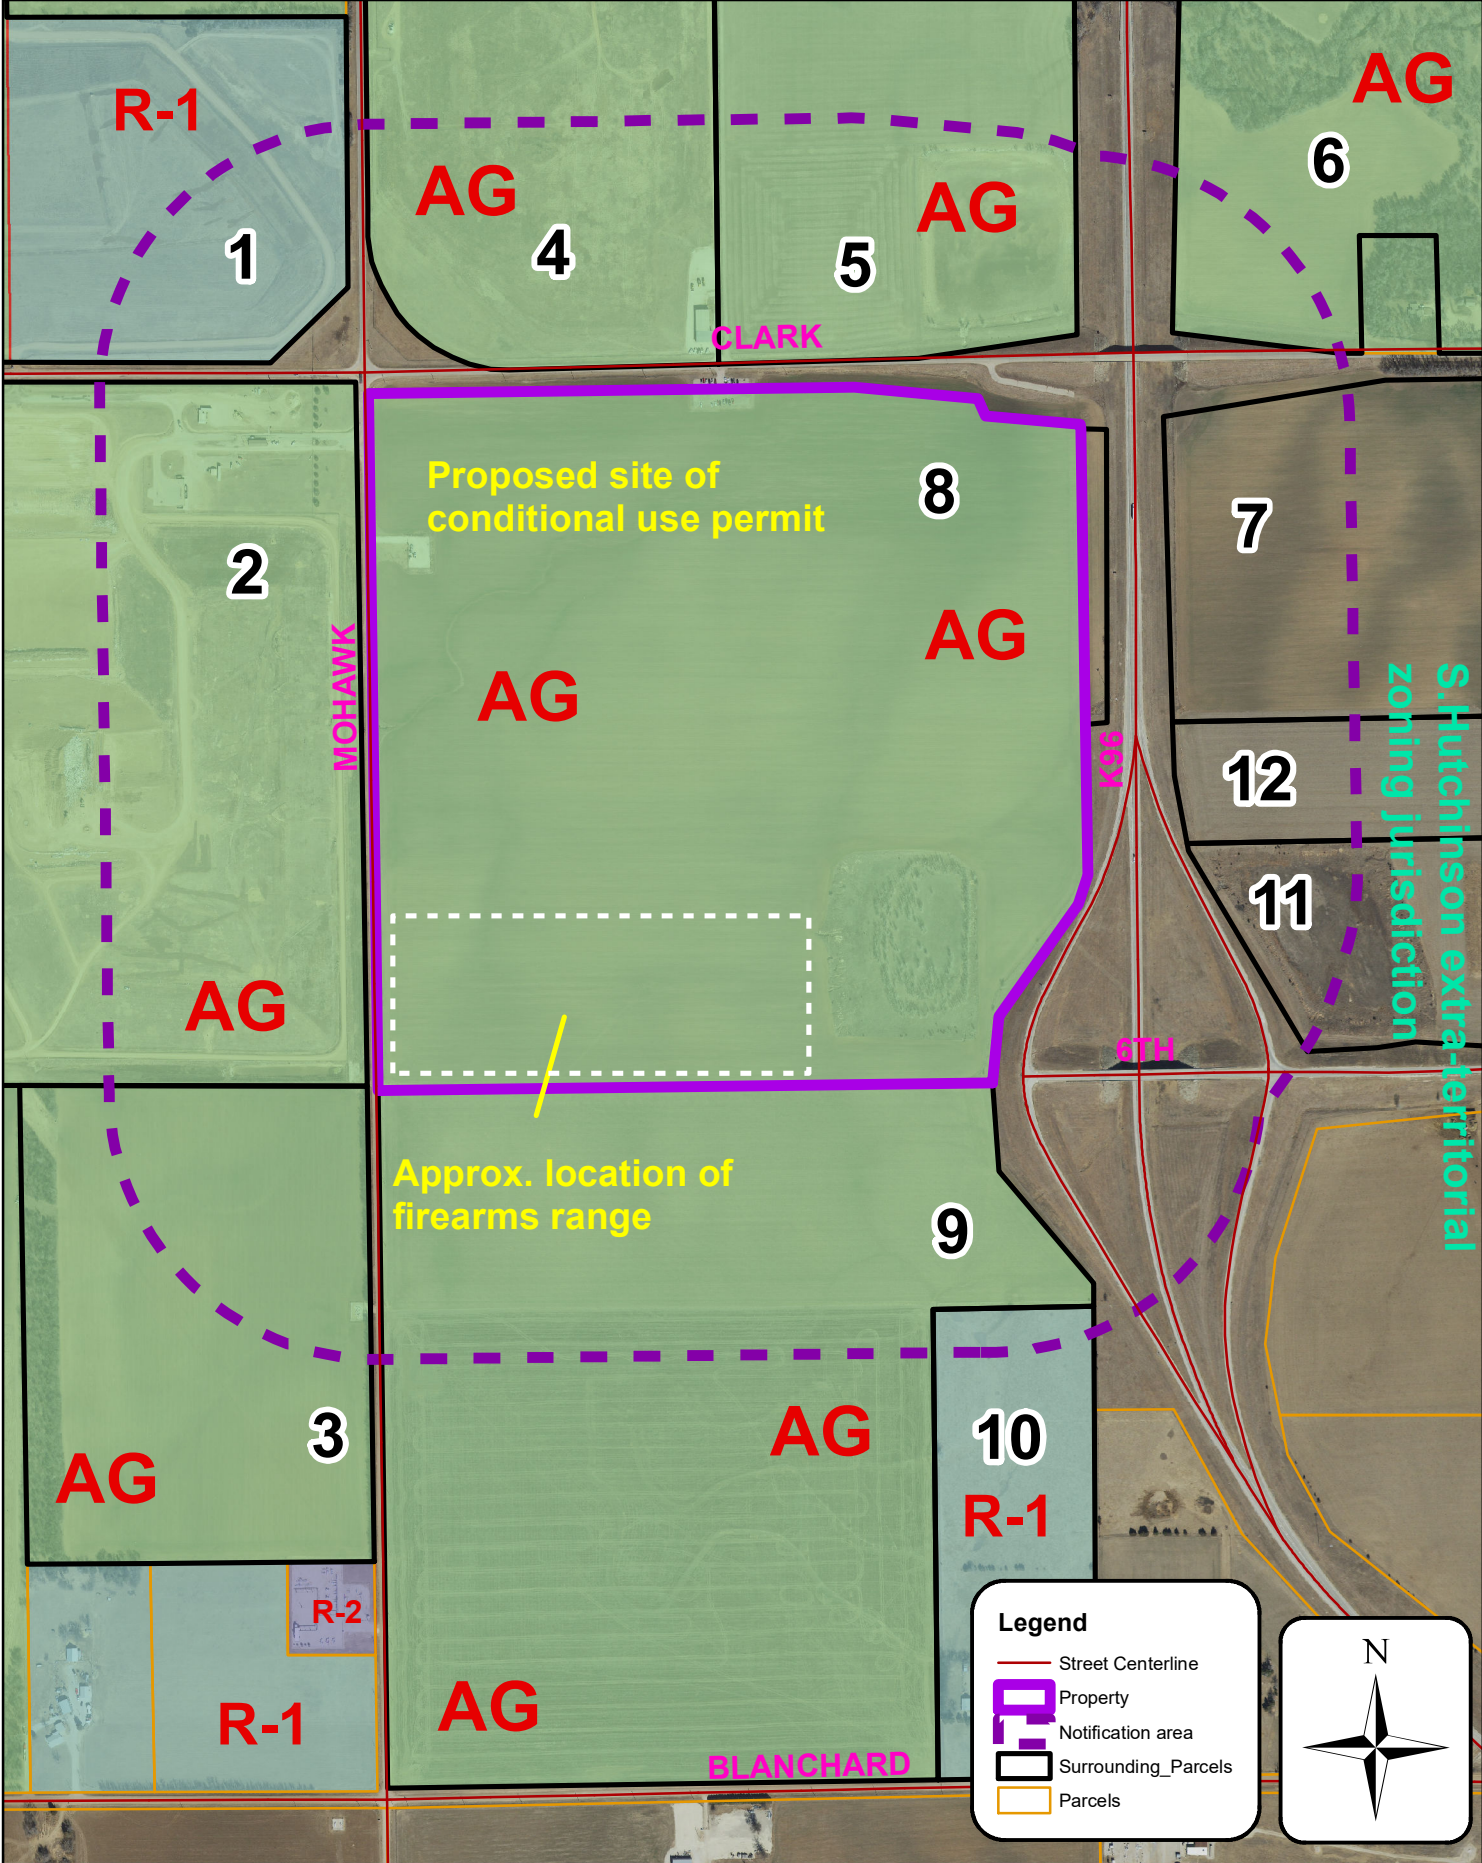 R-1
AG
6
AG
AG
1
4
5
CLARK
Proposed site of
conditional use permit
8
7
2
MOHAWK
AG
AG
K96
12
11
S.Hutchinson extra-territorial
zoning jurisdiction
AG
6TH
Approx. location of
firearms range
9
3
AG
AG
10
R-1
R-2
R-1
AG
BLANCHARD
Legend
Street Centerline
Property
Notification area
Surrounding_Parcels
Parcels
N